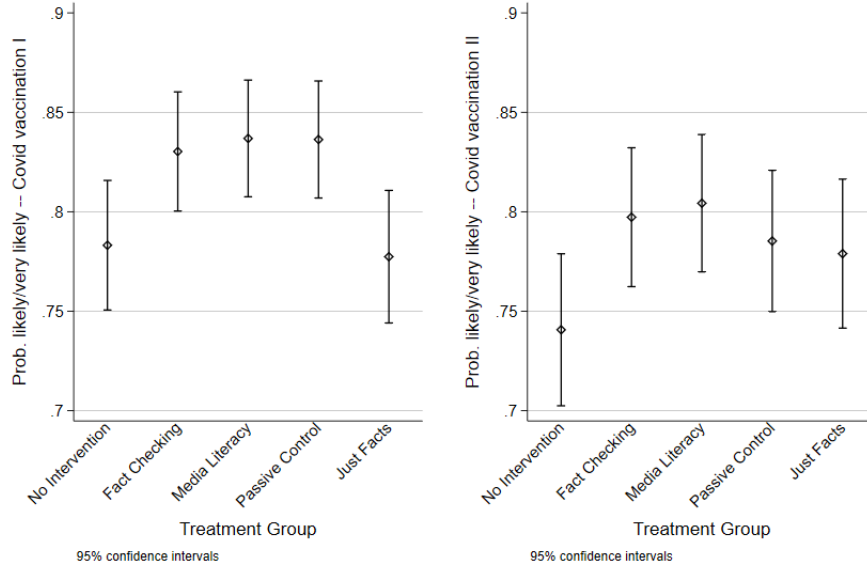 Prob. likely/very likely -- Covid vaccination I
.9
.85
.8
.75
.7
No Intervention
Fact Checking
Media Literacy
Passive Control
Just Facts
Treatment Group
95% confidence intervals
Prob. likely/very likely -- Covid vaccination II
.9
.85
.8
.75
.7
No Intervention
Fact Checking
Media Literacy
Passive Control
Just Facts
Treatment Group
95% confidence intervals